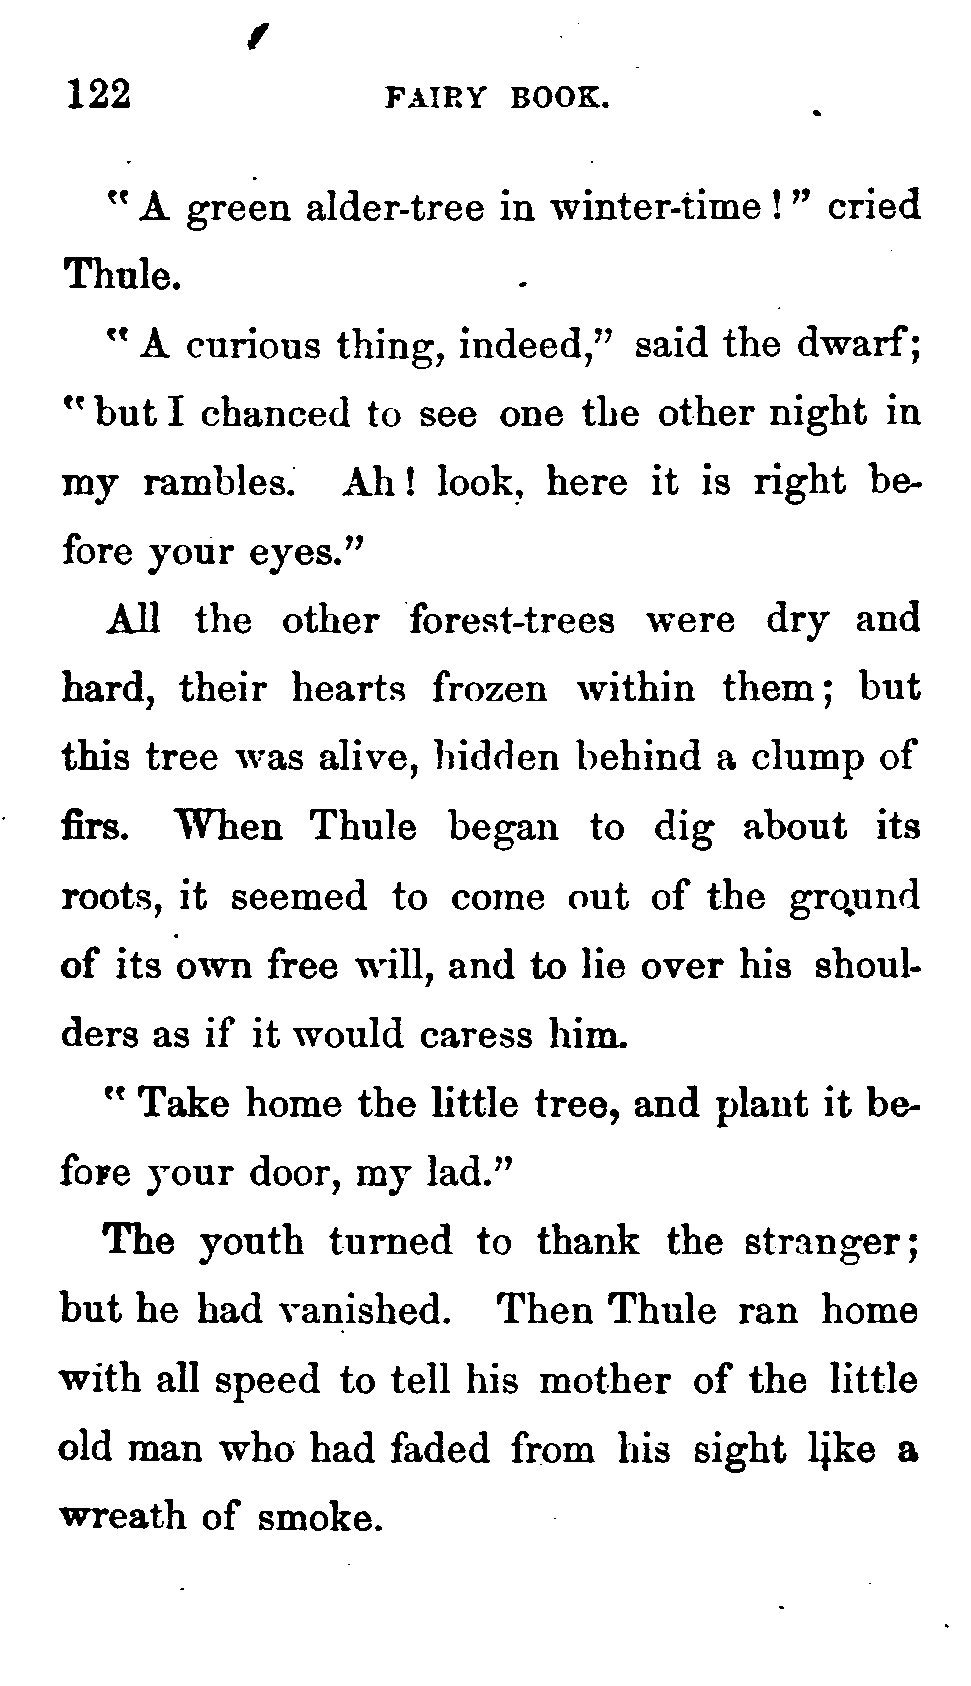 122 FAIRY BOOK.
"A green alder-tree in winter-time!" cried
Thule.
"A curious thing, indeed," said the dwarf;
"but I chanced to see one the other night in
my rambles. Ah! look, here it is right be-
fore your eyes."
All the other forest-trees were dry and
hard, their hearts frozen within them; but
this tree was alive, hidden behind a clump of
firs. When Thule began to dig about its
roots, it seemed to come out of the ground
of its own free will, and to lie over his shoul-
ders as if it would caress him.
"Take home the little tree, and plant it be-
fore your door, my lad."
The youth turned to thank the stranger;
but he had vanished. Then Thule ran home
with all speed to tell his mother of the little
old man who had faded from his sight like a
wreath of smoke.